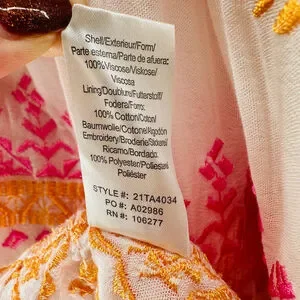 Shell/Exterieur/Form/
Parte esterna/Parte de afuera:
100%Viscose/Viskose/
Viscosa
Lining/Doublure/Futterstoff/
Fodera/Forro:
100% Cotton/Coton/
Baumwolle/Cotone/Algodón
Embroidery/Broderie/Stickerei/
Ricamo/Bordado:
100% Polyester/Poliestere/
Poliéster
STYLE #: 21TA4034
PO #: A02986
RN #: 106277